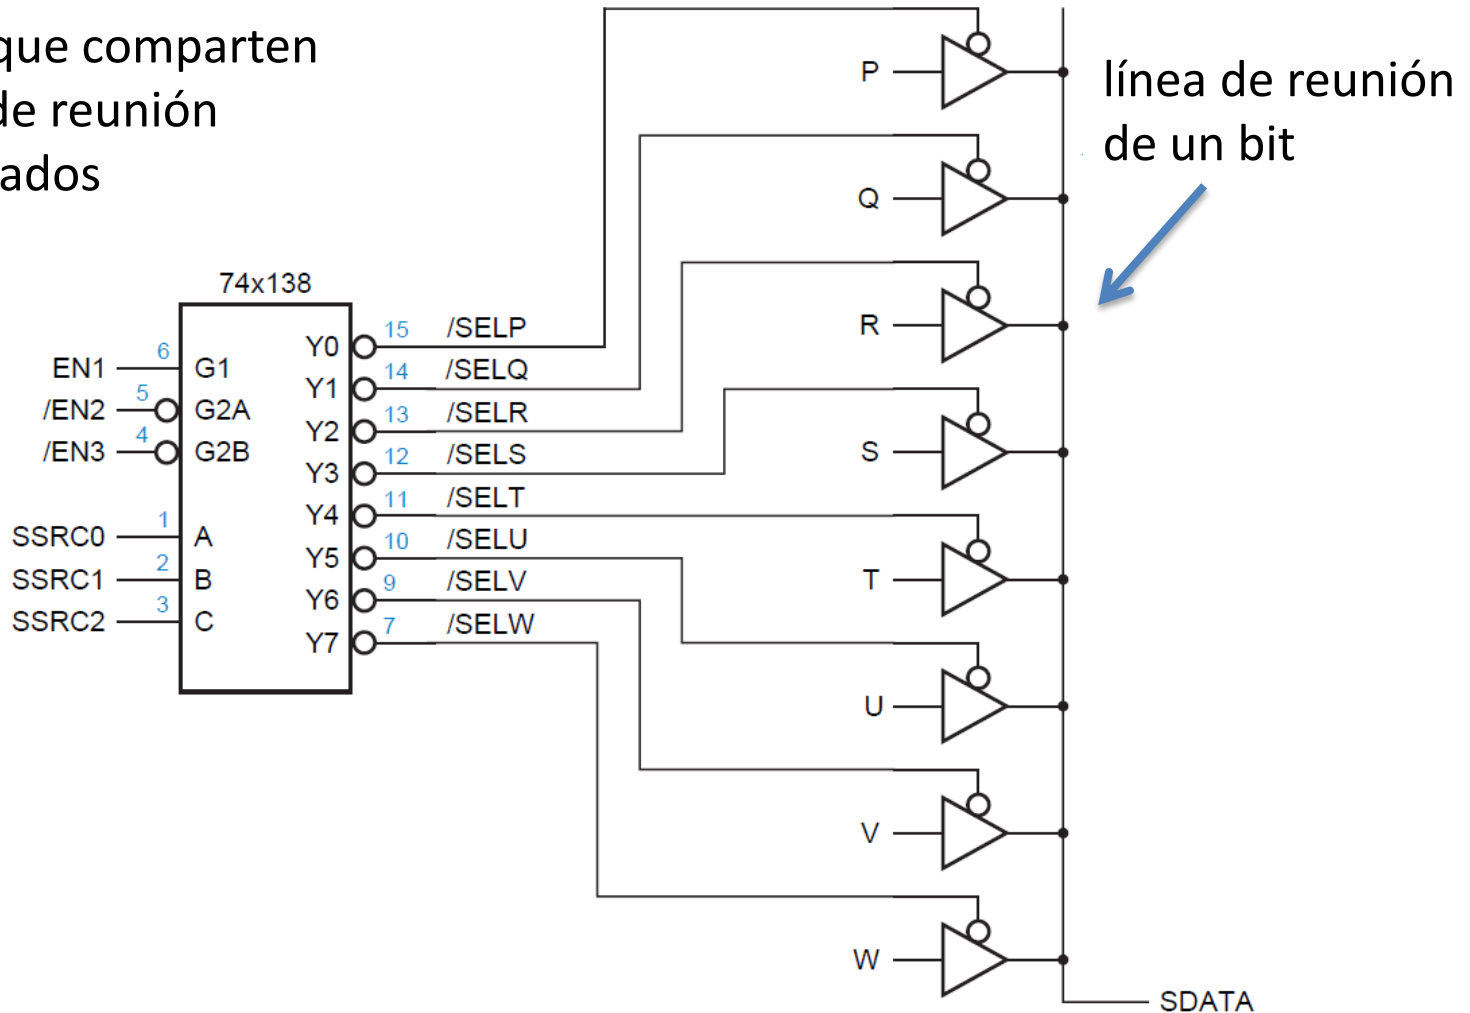 que comparten
de reunión
ados
línea de reunión
de un bit
74x138
EN1 6 G1
/EN2 5 G2A
/EN3 4 G2B
SSRC0 1 A
SSRC1 2 B
SSRC2 3 C
Y0 15 /SELP
Y1 14 /SELQ
Y2 13 /SELR
Y3 12 /SELS
Y4 11 /SELT
Y5 10 /SELU
Y6 9 /SELV
Y7 7 /SELW
P
Q
R
S
T
U
V
W
SDATA